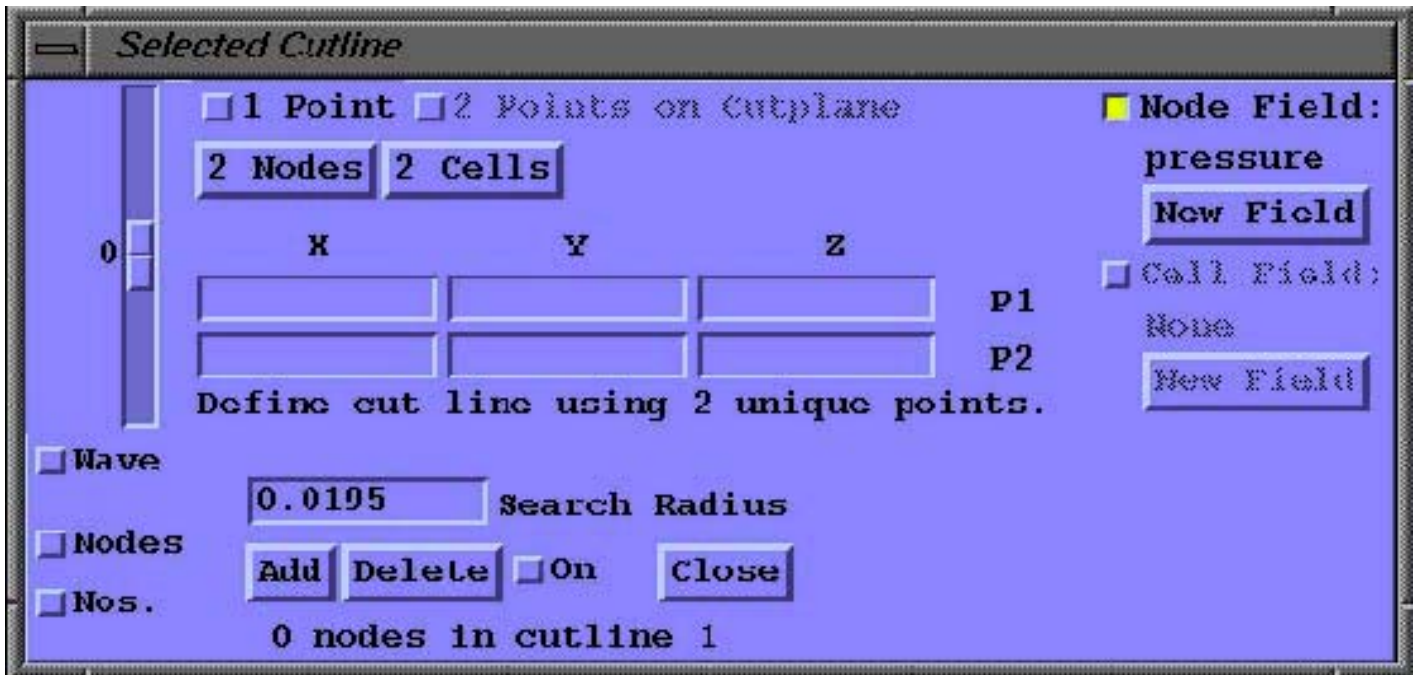 Selected Cutline
1 Point 2 Points on Cutplane
Node Field:
2 Nodes 2 Cells
pressure
New Field
0
X Y Z
P1
Cell Field:
None
P2
New Field
Define cut line using 2 unique points.
Wave
0.0195 Search Radius
Nodes
Add Delete On Close
Nos.
0 nodes in cutline 1